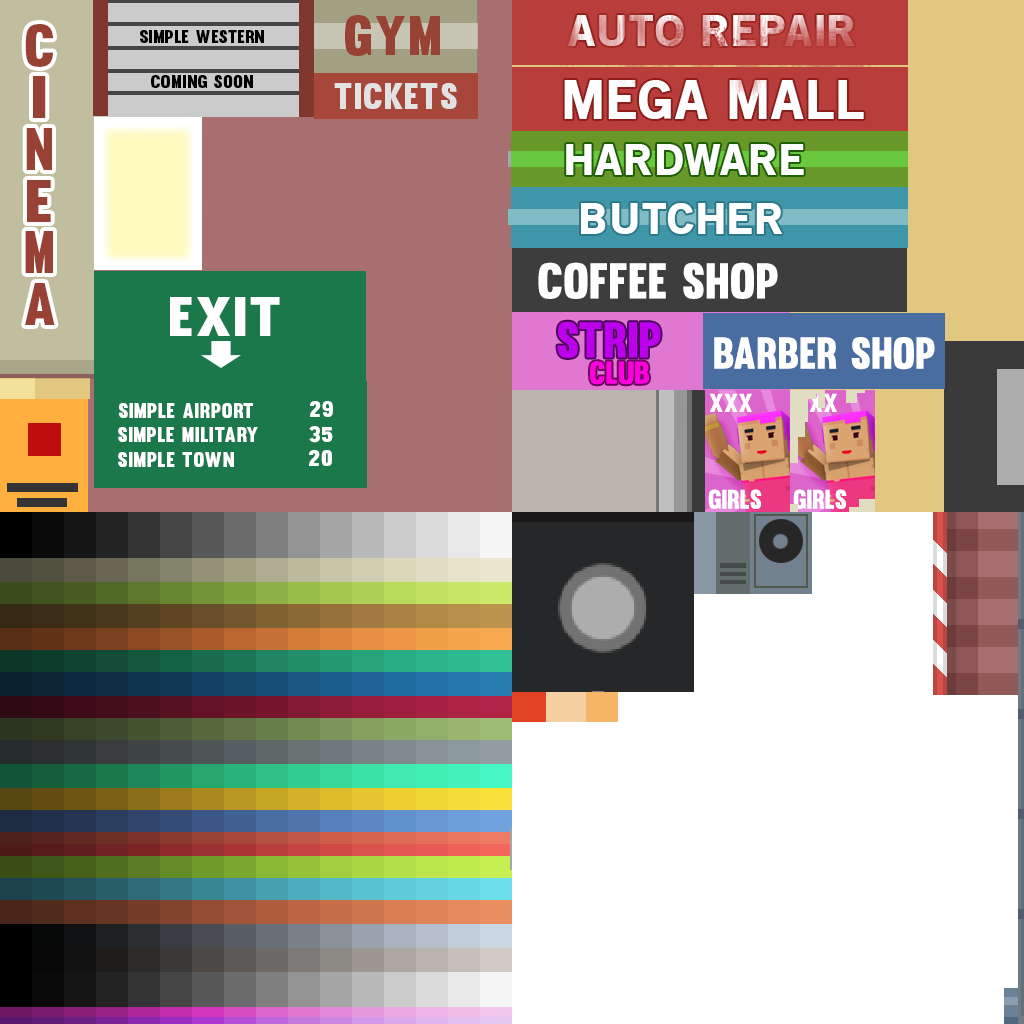 CINEMA
SIMPLE WESTERN
COMING SOON
GYM
TICKETS
EXIT
SIMPLE AIRPORT 29
SIMPLE MILITARY 35
SIMPLE TOWN 20
AUTO REPAIR
MEGA MALL
HARDWARE
BUTCHER
COFFEE SHOP
STRIP
CLUB
BARBER SHOP
XXX
GIRLS
XX
GIRLS